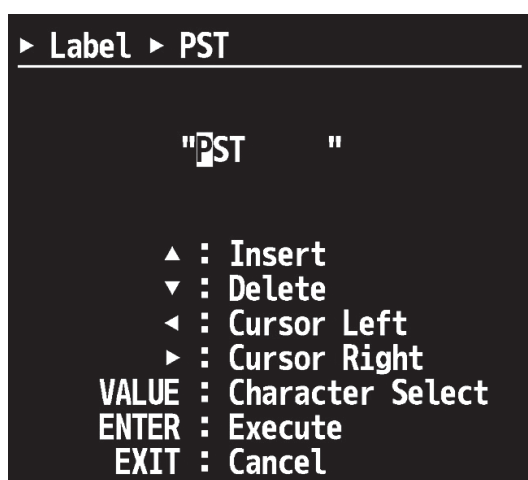 ▶ Label ▶ PST
"PST     "
▲ : Insert
▼ : Delete
◀ : Cursor Left
▶ : Cursor Right
VALUE : Character Select
ENTER : Execute
EXIT : Cancel